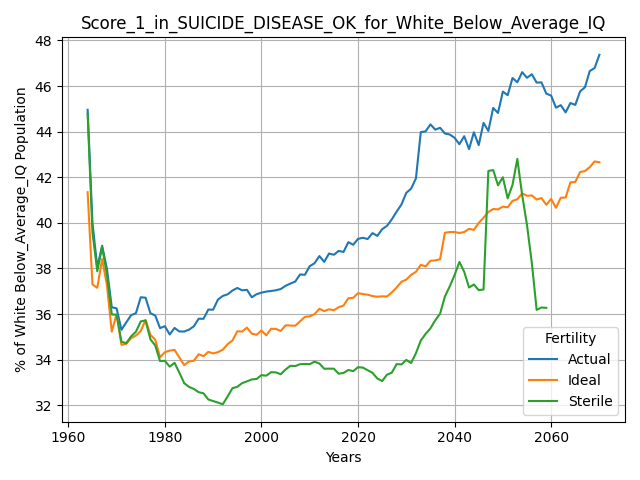 Score_1_in_SUICIDE_DISEASE_OK_for_White_Below_Average_IQ
% of White Below_Average_IQ Population
48
46
44
42
40
38
36
34
32
1960
1980
2000
2020
2040
2060
Years
Fertility
Actual
Ideal
Sterile